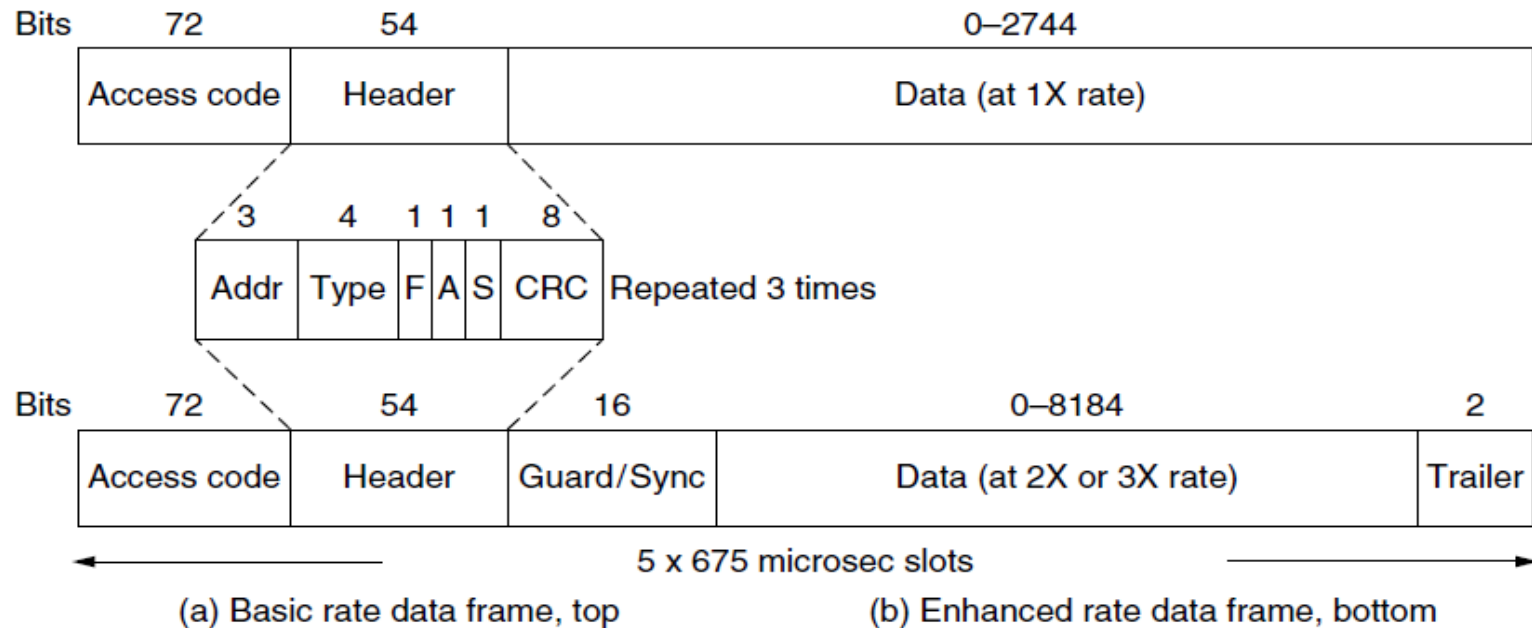 Bits 72 54 0–2744
Access code Header Data (at 1X rate)
3 4 1 1 1 8
Addr Type F A S CRC Repeated 3 times
Bits 72 54 16 0–8184 2
Access code Header Guard/Sync Data (at 2X or 3X rate) Trailer
5 x 675 microsec slots
(a) Basic rate data frame, top (b) Enhanced rate data frame, bottom